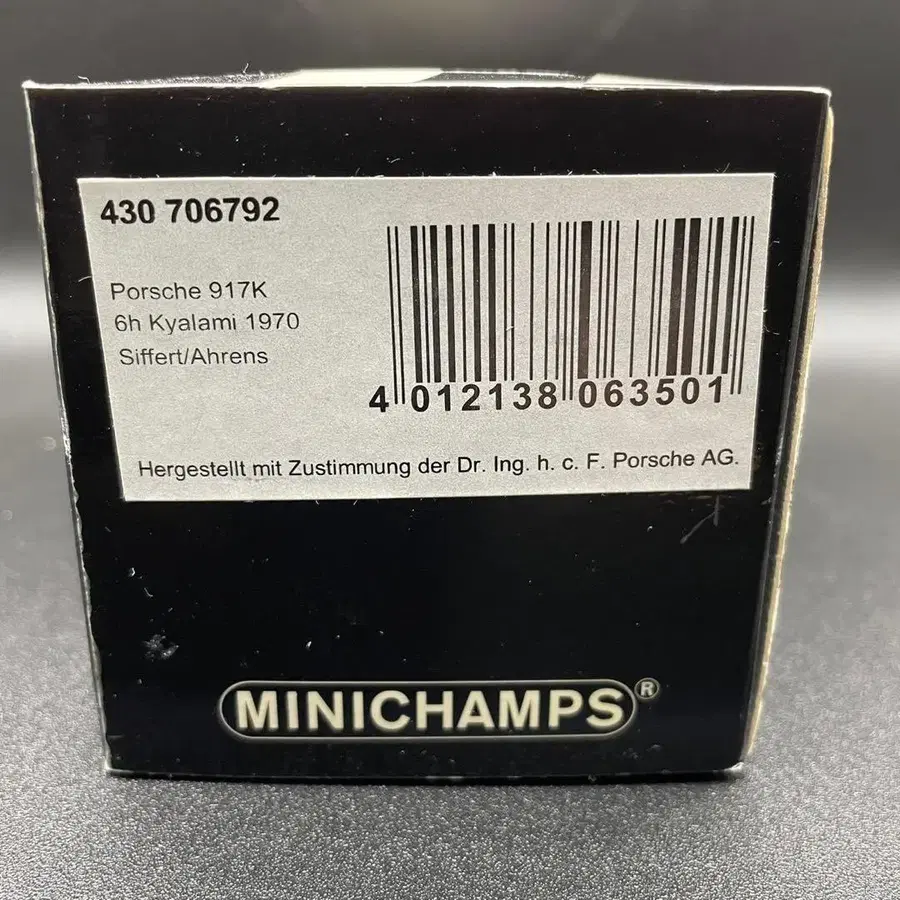 430 706792
Porsche 917K
6h Kyalami 1970
Siffert/Ahrens
4 012138 063501
Hergestellt mit Zustimmung der Dr. Ing. h. c. F. Porsche AG.
MINICHAMPS®